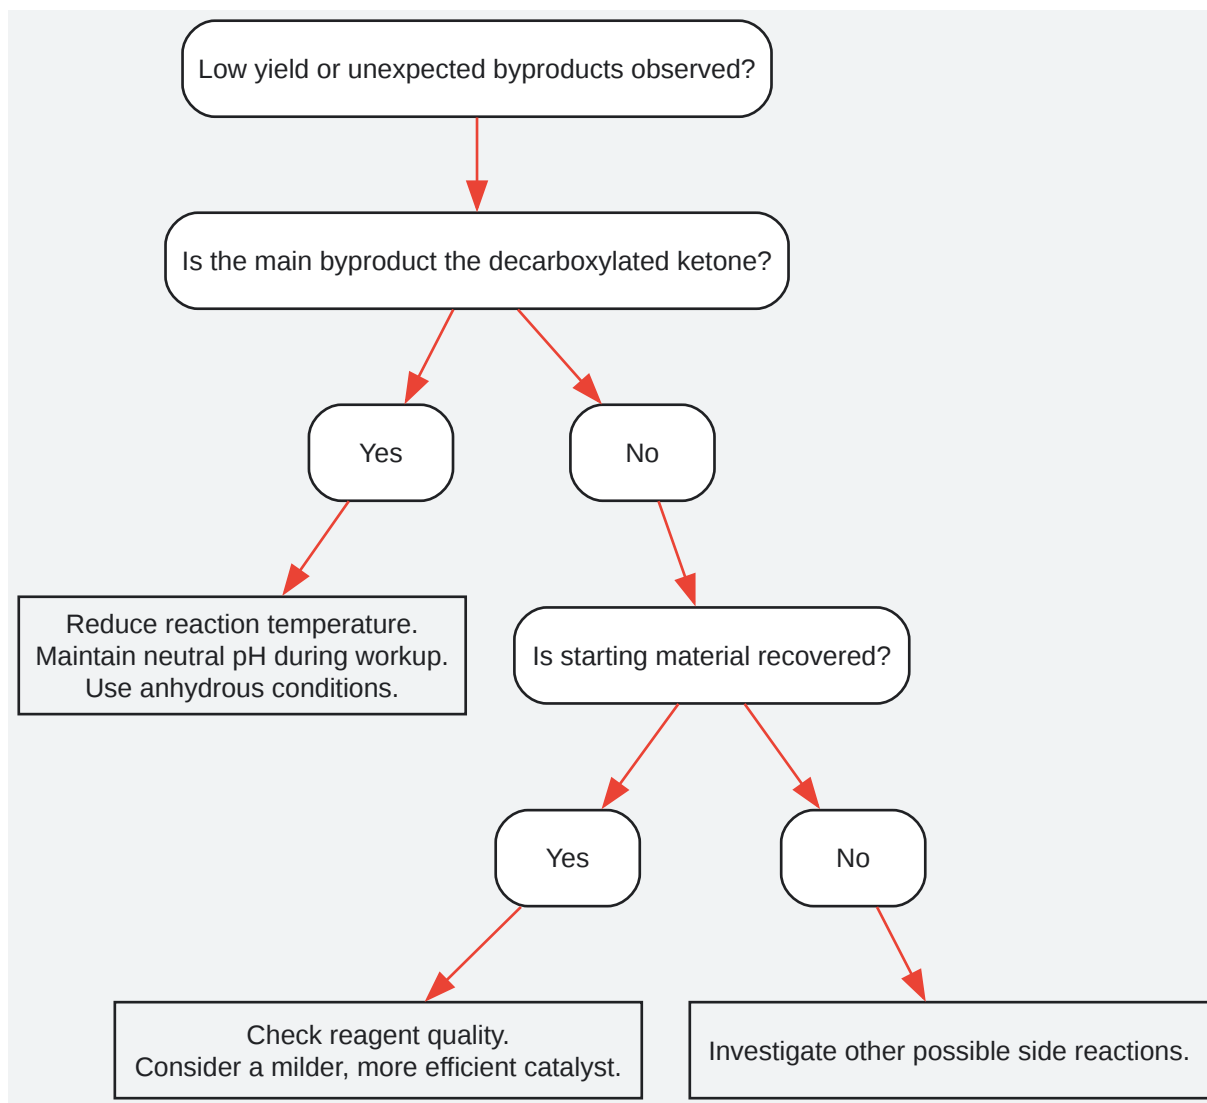 Low yield or unexpected byproducts observed?
Is the main byproduct the decarboxylated ketone?
Yes
No
Reduce reaction temperature.
Maintain neutral pH during workup.
Use anhydrous conditions.
Is starting material recovered?
Yes
No
Check reagent quality.
Consider a milder, more efficient catalyst.
Investigate other possible side reactions.